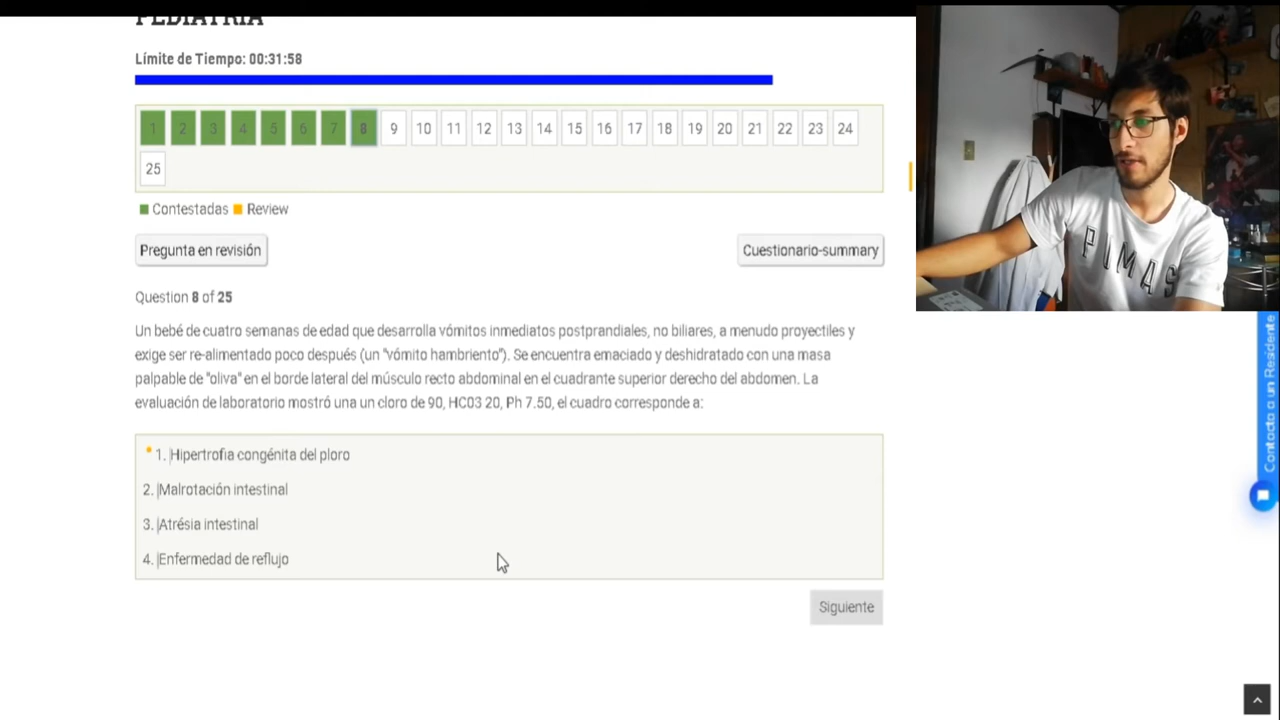 PEDIATRÍA
Límite de Tiempo: 00:31:58
1 2 3 4 5 6 7 8 9 10 11 12 13 14 15 16 17 18 19 20 21 22 23 24
25
Contestadas Review
Pregunta en revisión
Cuestionario-summary
Question 8 of 25
Un bebé de cuatro semanas de edad que desarrolla vómitos inmediatos postprandiales, no biliares, a menudo proyectiles y
exige ser re-alimentado poco después (un "vómito hambriento"). Se encuentra emaciado y deshidratado con una masa
palpable de "oliva" en el borde lateral del músculo recto abdominal en el cuadrante superior derecho del abdomen. La
evaluación de laboratorio mostró una un cloro de 90, HC03 20, Ph 7.50, el cuadro corresponde a:
1. Hipertrofia congénita del ploro
2. Malrotación intestinal
3. Atrésia intestinal
4. Enfermedad de reflujo
Siguiente
PUMAS
Contacto a un Residente